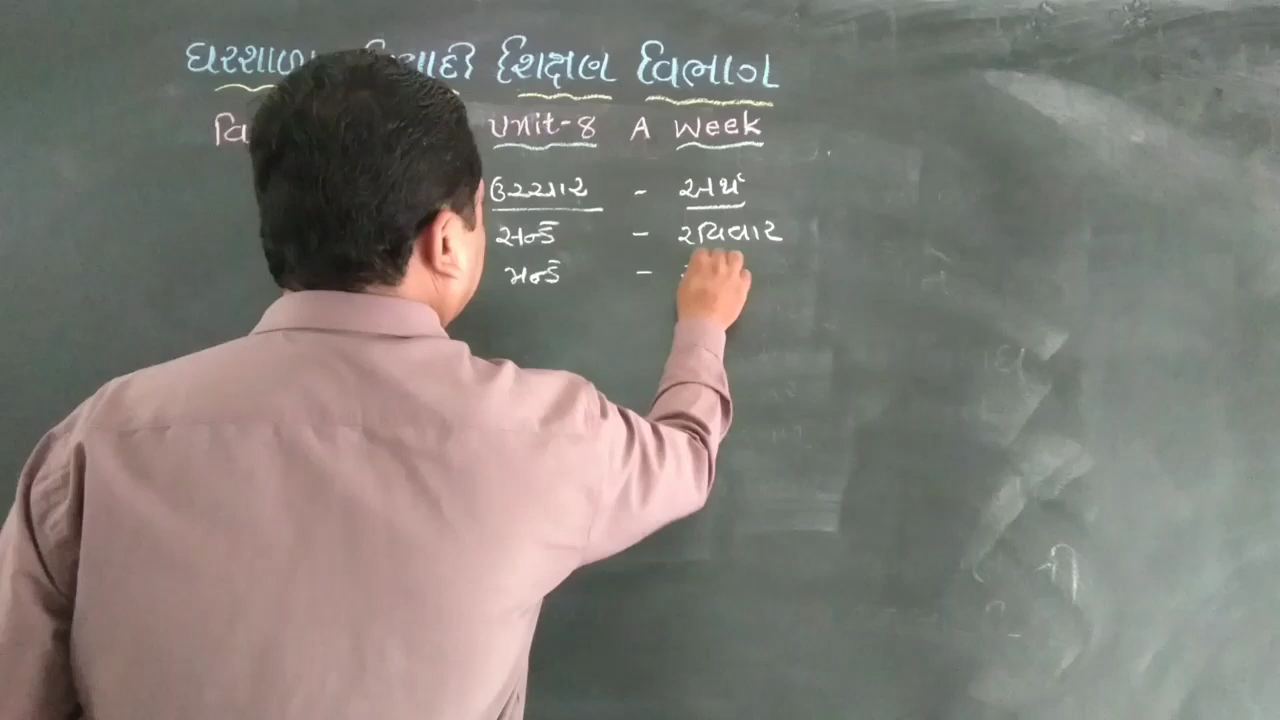 ઘરશાળા શિક્ષણ વિભાગ
Unit-8 A Week
ઉચ્ચાર - અર્થ
સન્ડે - રવિવાર
મન્ડે -